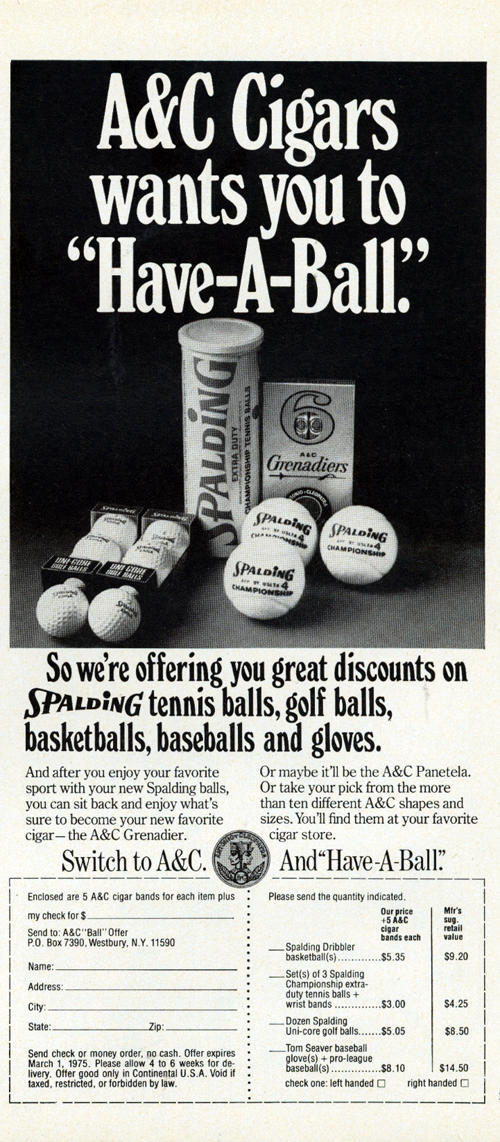 A&C Cigars
wants you to
“Have-A-Ball.”
SPALDING
EXTRA DUTY
CHAMPIONSHIP TENNIS BALLS
6
A&C
Grenadiers
ANTONIO & CLEOPATRA
Spalding
Spalding
UNI-CORE
GOLF BALLS
UNI-CORE
GOLF BALLS
SPALDING
4
CHAMPIONSHIP
SPALDING
4
CHAMPIONSHIP
SPALDING
4
CHAMPIONSHIP
So we’re offering you great discounts on
SPALDING tennis balls, golf balls,
basketballs, baseballs and gloves.
And after you enjoy your favorite
sport with your new Spalding balls,
you can sit back and enjoy what’s
sure to become your new favorite
cigar—the A&C Grenadier.
Or maybe it’ll be the A&C Panetela.
Or take your pick from the more
than ten different A&C shapes and
sizes. You’ll find them at your favorite
cigar store.
Switch to A&C. And “Have-A-Ball.”
Enclosed are 5 A&C cigar bands for each item plus
my check for $
Send to: A&C “Ball” Offer
P.O. Box 7390, Westbury, N.Y. 11590
Name:
Address:
City:
State: Zip:
Send check or money order, no cash. Offer expires
March 1, 1975. Please allow 4 to 6 weeks for de-
livery. Offer good only in Continental U.S.A. Void if
taxed, restricted, or forbidden by law.
Please send the quantity indicated.
Our price
+5 A&C
cigar
bands each
Mfr’s
sug.
retail
value
Spalding Dribbler
basketball(s) .............$5.35 $9.20
Set(s) of 3 Spalding
Championship extra-
duty tennis balls +
wrist bands .............$3.00 $4.25
Dozen Spalding
Uni-core golf balls.......$5.05 $8.50
Tom Seaver baseball
glove(s) + pro-league
baseball(s)...............$8.10 $14.50
check one: left handed □ right handed □